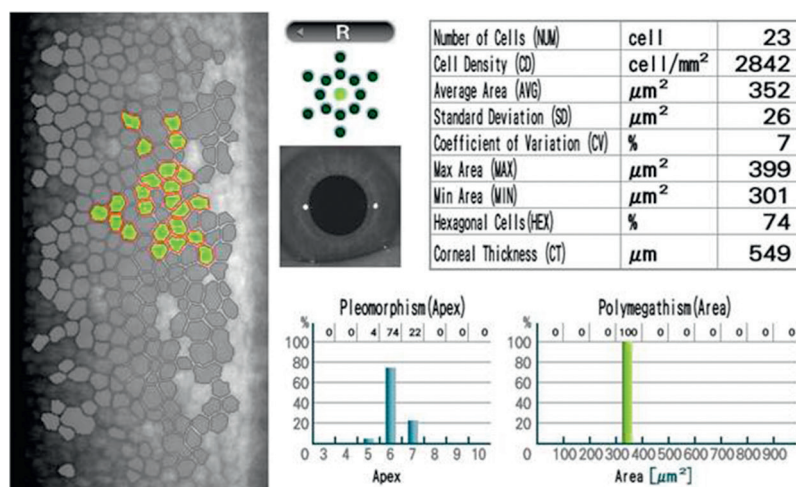 R
Number of Cells (NUM) cell 23
Cell Density (CD) cell/mm² 2842
Average Area (AVG) μm² 352
Standard Deviation (SD) μm² 26
Coefficient of Variation (CV) % 7
Max Area (MAX) μm² 399
Min Area (MIN) μm² 301
Hexagonal Cells(HEX) % 74
Corneal Thickness (CT) μm 549
Pleomorphism(Apex)
% 0 0 4 74 22 0 0 0
100
80
60
40
20
0 3 4 5 6 7 8 9 10
Apex
Polymegathism(Area)
% 0 0 0 100 0 0 0 0 0 0
100
80
60
40
20
0 100 200 300 400 500 600 700 800 900
Area [μm²]